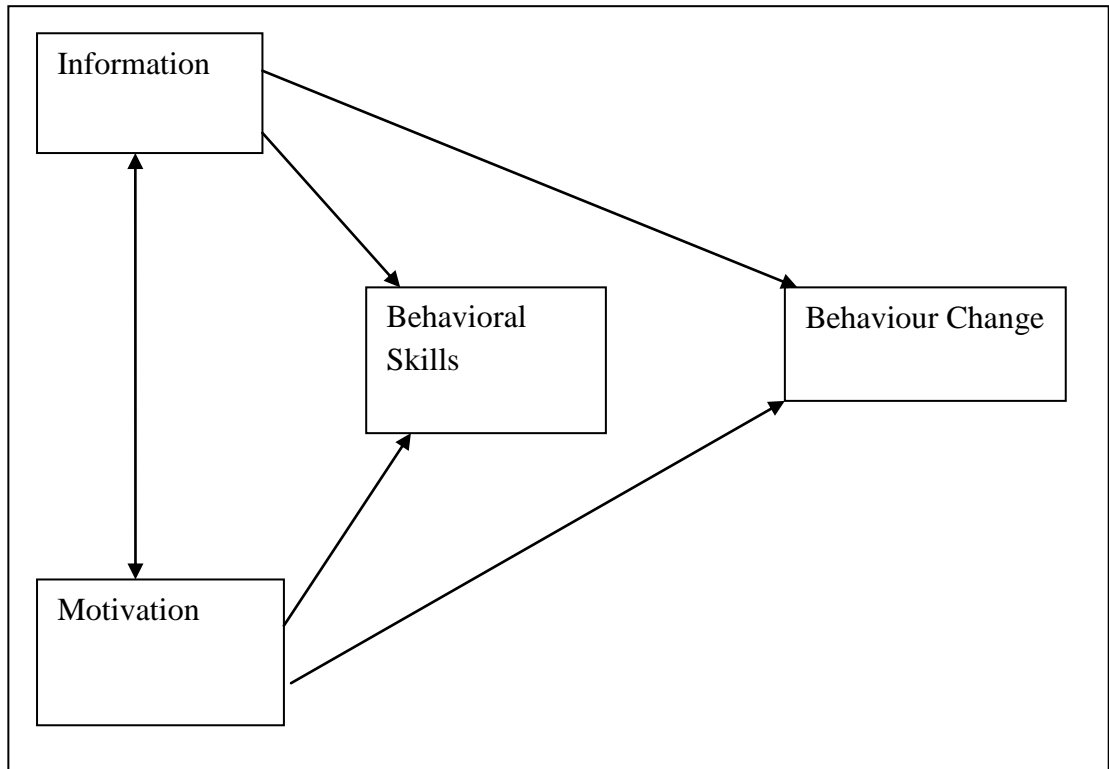 Information
Behavioral
Skills
Behaviour Change
Motivation